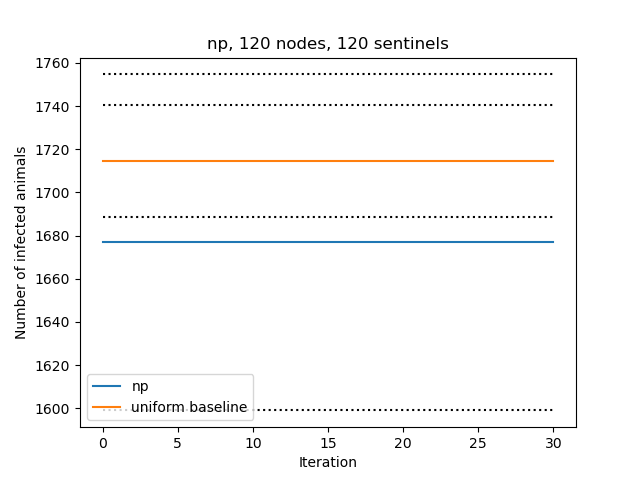 np, 120 nodes, 120 sentinels
Number of infected animals
1760
1740
1720
1700
1680
1660
1640
1620
1600
np
uniform baseline
0 5 10 15 20 25 30
Iteration